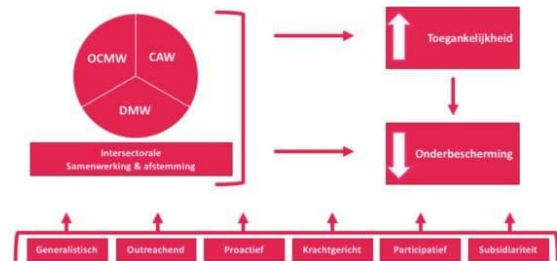 OCMW
CAW
DMW
Intersectorale
Samenwerking & afstemming
Toegankelijkheid
Onderbescherming
Generalistisch
Outreachend
Proactief
Krachtgericht
Participatief
Subsidiariteit